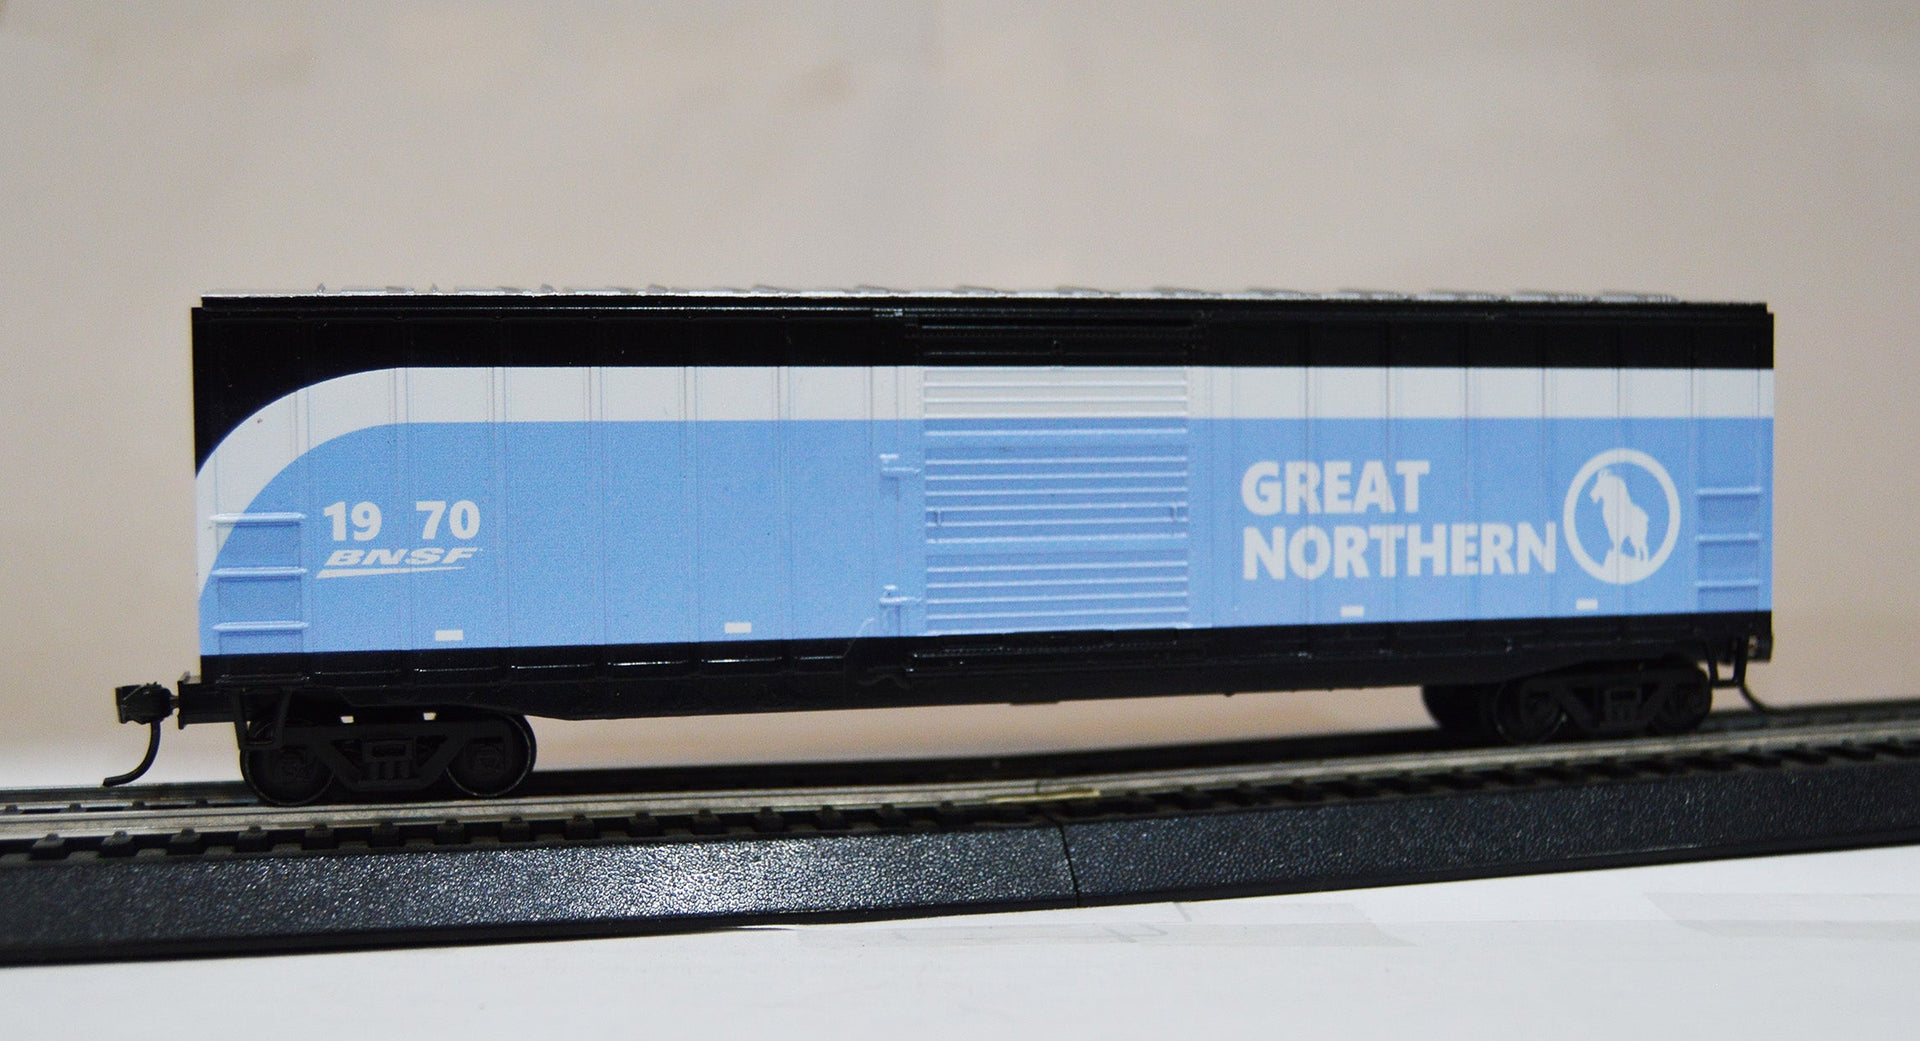 19 70
BNSF
GREAT
NORTHERN